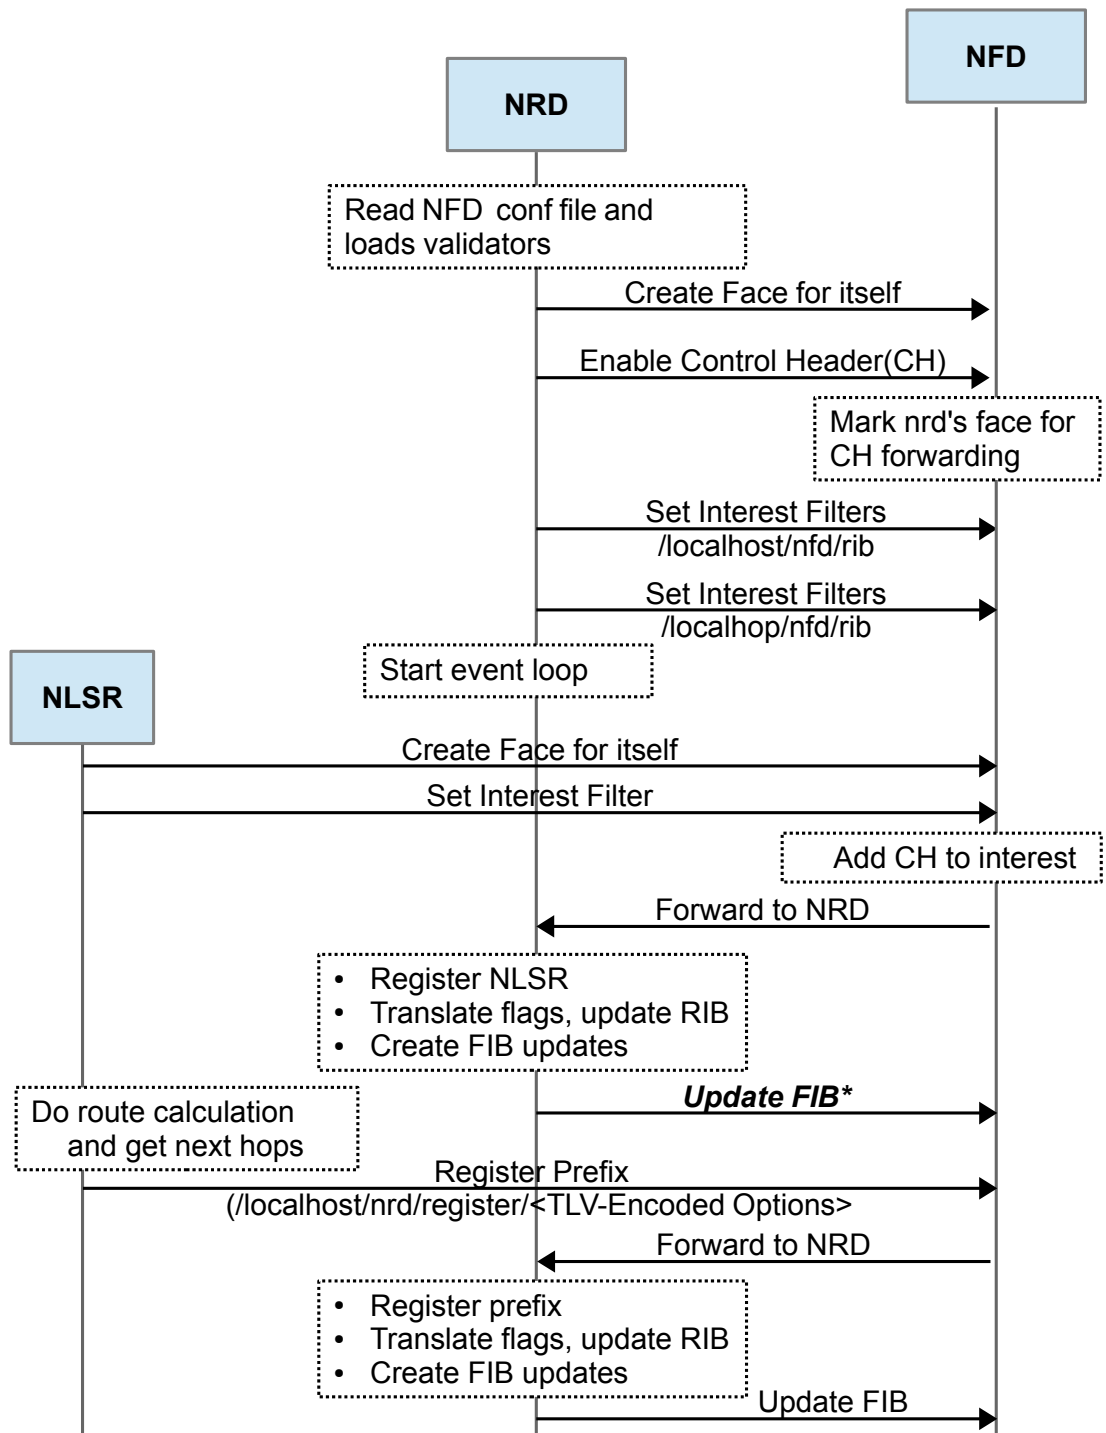 NFD
NRD
Read NFD conf file and
loads validators
Create Face for itself
Enable Control Header(CH)
Mark nrd's face for
CH forwarding
Set Interest Filters
/localhost/nfd/rib
Set Interest Filters
/localhop/nfd/rib
Start event loop
NLSR
Create Face for itself
Set Interest Filter
Add CH to interest
Forward to NRD
• Register NLSR
• Translate flags, update RIB
• Create FIB updates
Update FIB*
Do route calculation
and get next hops
Register Prefix
(/localhost/nrd/register/<TLV-Encoded Options>
Forward to NRD
• Register prefix
• Translate flags, update RIB
• Create FIB updates
Update FIB